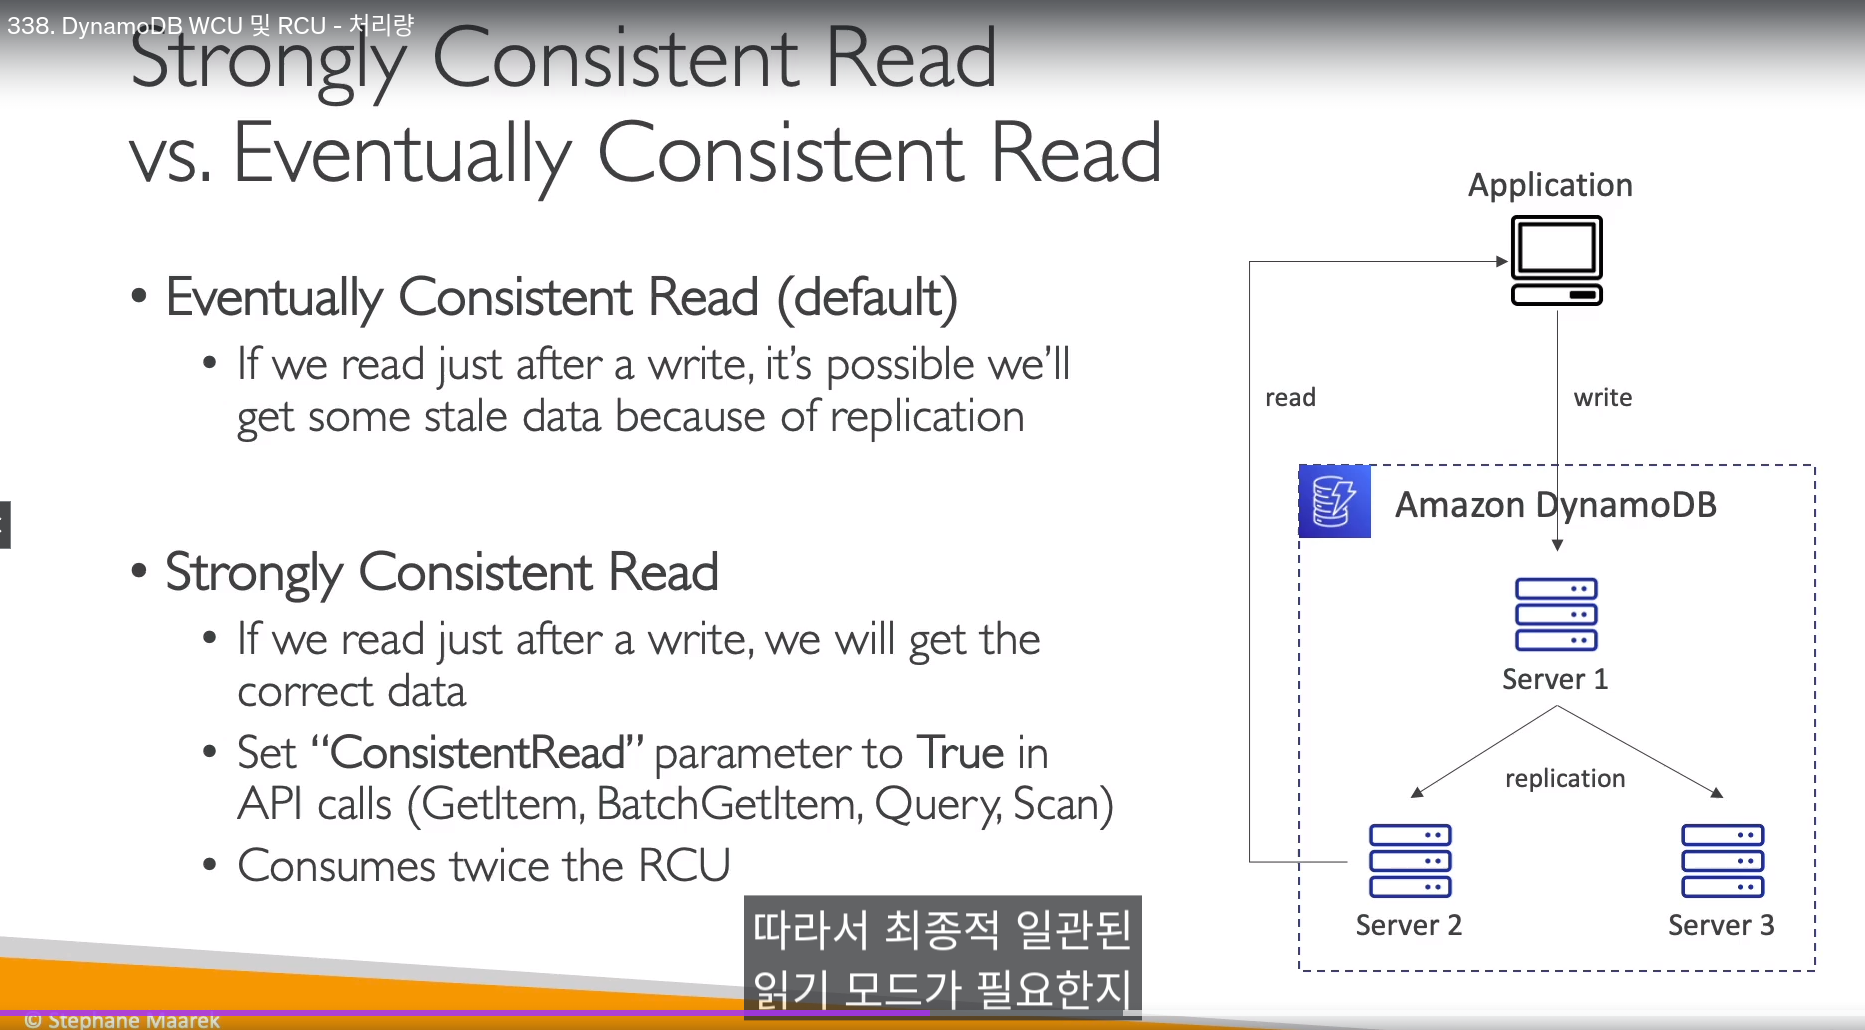 338. DynamoDB WCU 및 RCU - 처리량
Strongly Consistent Read
vs. Eventually Consistent Read
• Eventually Consistent Read (default)
• If we read just after a write, it’s possible we’ll
get some stale data because of replication
• Strongly Consistent Read
• If we read just after a write, we will get the
correct data
• Set “ConsistentRead” parameter to True in
API calls (GetItem, BatchGetItem, Query, Scan)
• Consumes twice the RCU
Application
read
write
Amazon DynamoDB
Server 1
replication
Server 2
Server 3
따라서 최종적 일관된
읽기 모드가 필요한지
© Stephane Maarek